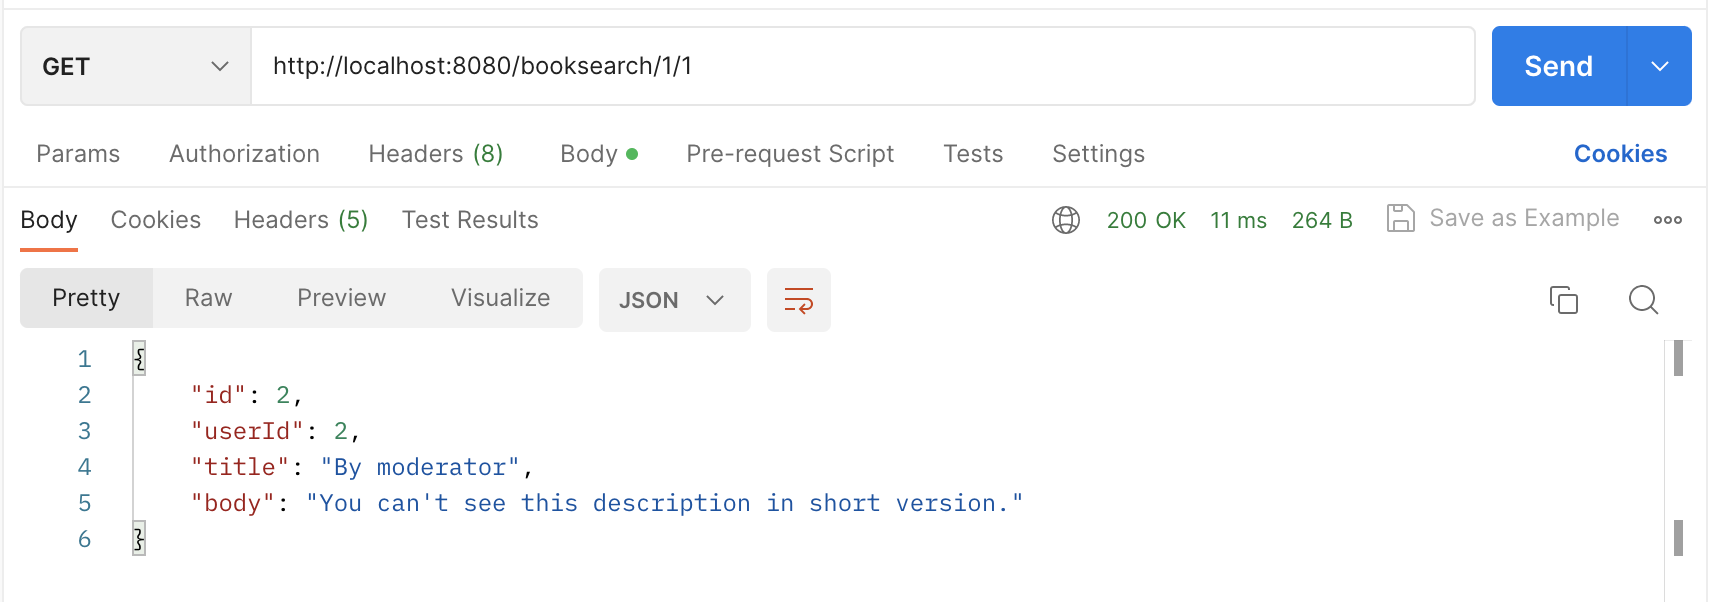 GET http://localhost:8080/booksearch/1/1 Send
Params Authorization Headers (8) Body Pre-request Script Tests Settings Cookies
Body Cookies Headers (5) Test Results 200 OK 11 ms 264 B Save as Example
Pretty Raw Preview Visualize JSON
1 {
2 "id": 2,
3 "userId": 2,
4 "title": "By moderator",
5 "body": "You can't see this description in short version."
6 }